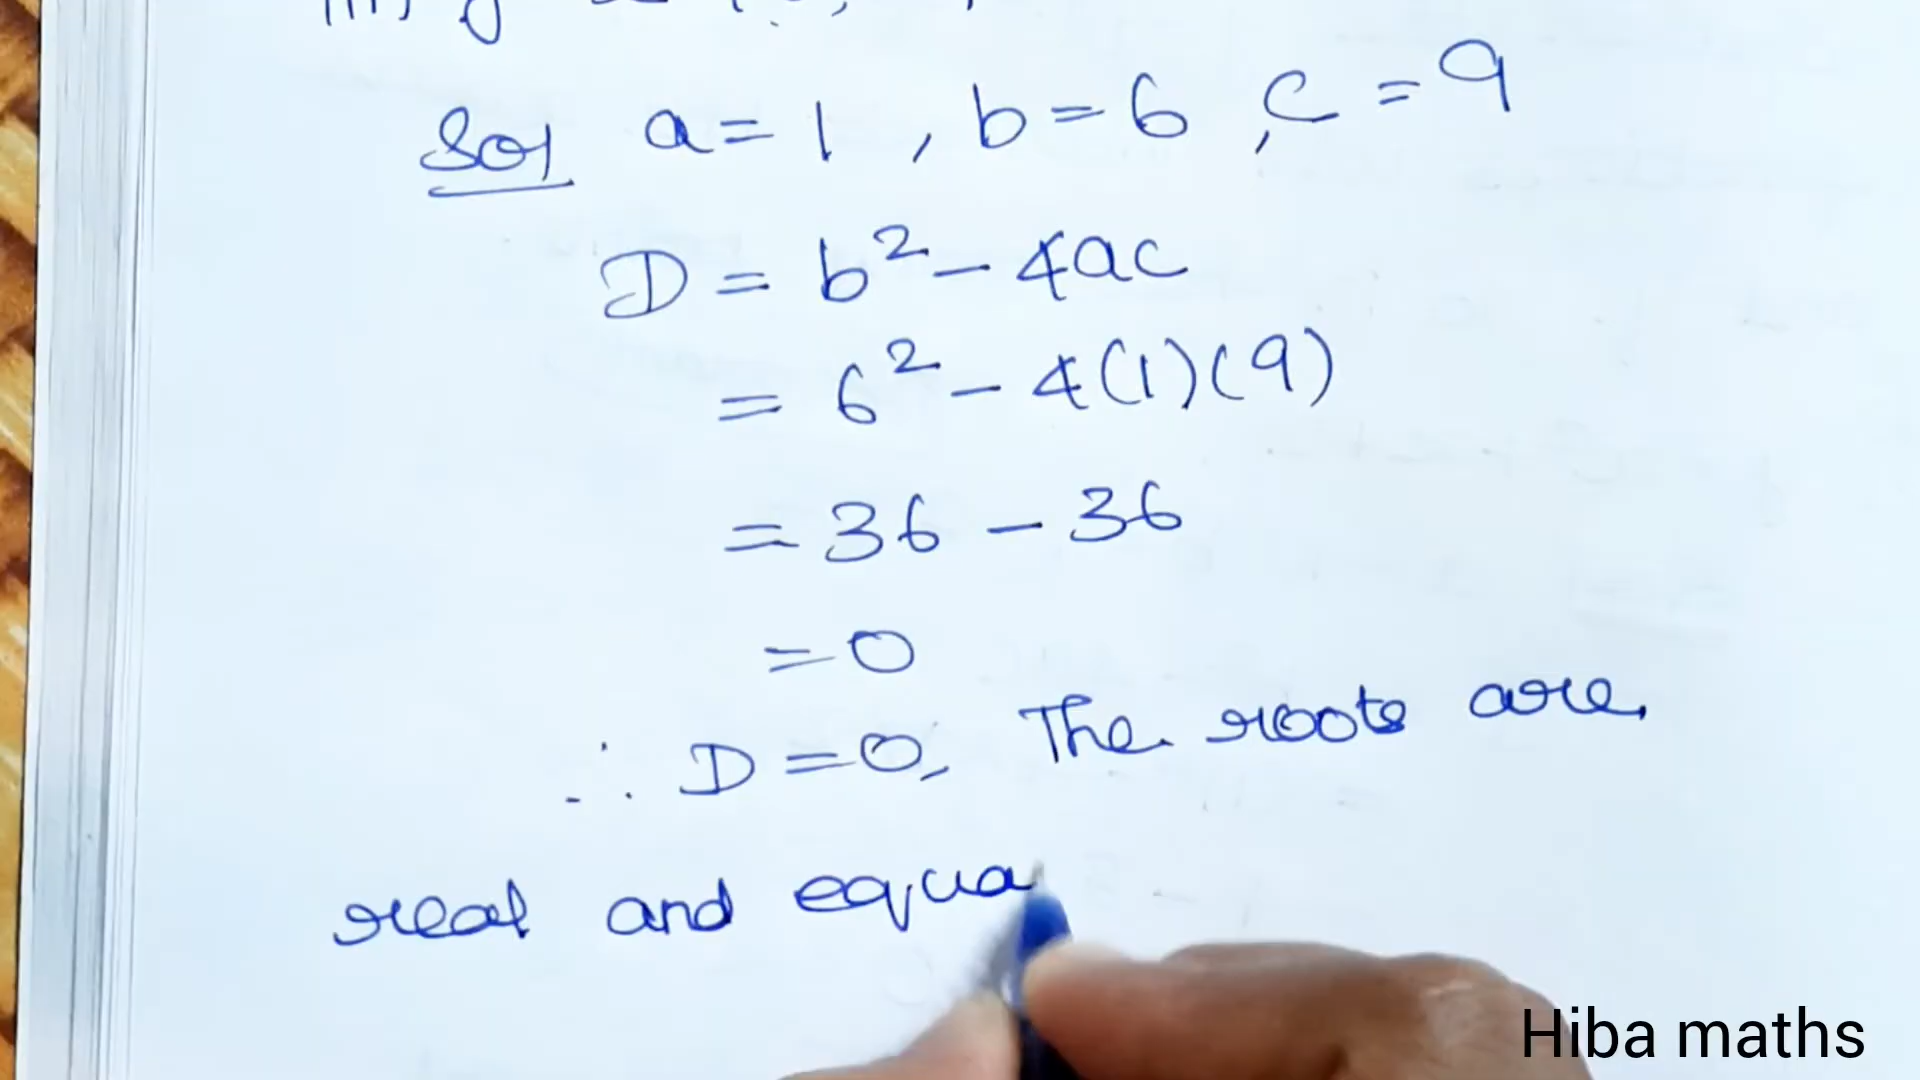 Sol a = 1 , b = 6 , c = 9
D = b² - 4ac
= 6² - 4(1)(9)
= 36 - 36
= 0
∴ D = 0, The roots are
real and equa
Hiba maths